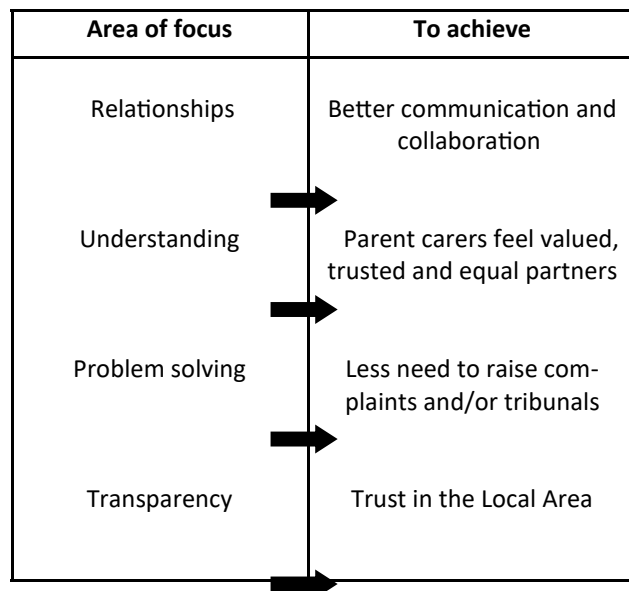 Area of focus
To achieve
Relationships
Better communication and
collaboration
Understanding
Parent carers feel valued,
trusted and equal partners
Problem solving
Less need to raise com-
plaints and/or tribunals
Transparency
Trust in the Local Area